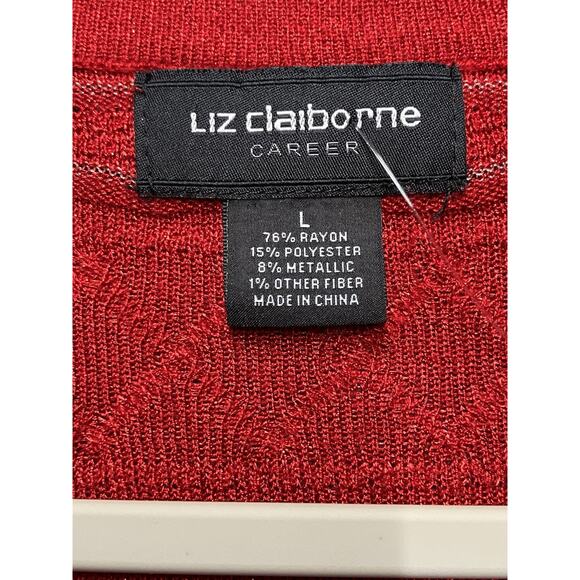 Liz claiborne
CAREER
L
76% RAYON
15% POLYESTER
8% METALLIC
1% OTHER FIBER
MADE IN CHINA